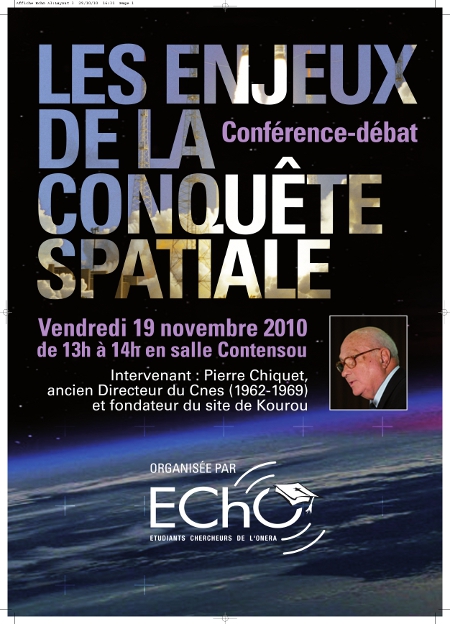 LES ENJEUX
DE LA
Conférence-débat
CONQUÊTE
SPATIALE
Vendredi 19 novembre 2010
de 13h à 14h en salle Contensou
Intervenant : Pierre Chiquet,
ancien Directeur du Cnes (1962-1969)
et fondateur du site de Kourou
ORGANISÉE PAR
EChO
ETUDIANTS CHERCHEURS DE L'ONERA